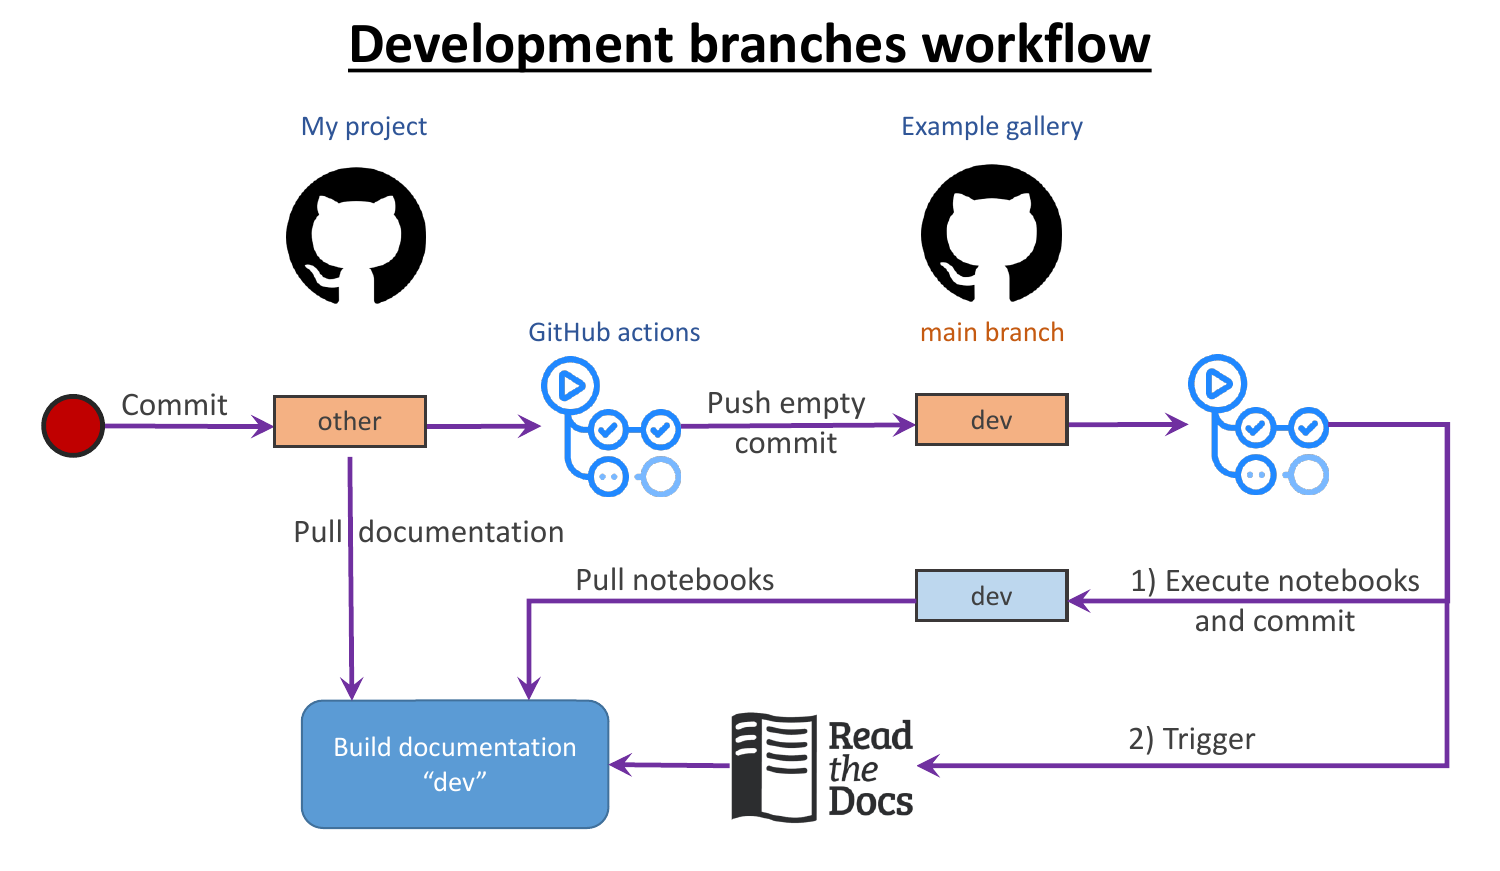 Development branches workflow
My project
Example gallery
GitHub actions
main branch
Commit
other
Push empty
commit
dev
Pull documentation
Pull notebooks
dev
1) Execute notebooks
and commit
Build documentation
“dev”
Read
the
Docs
2) Trigger